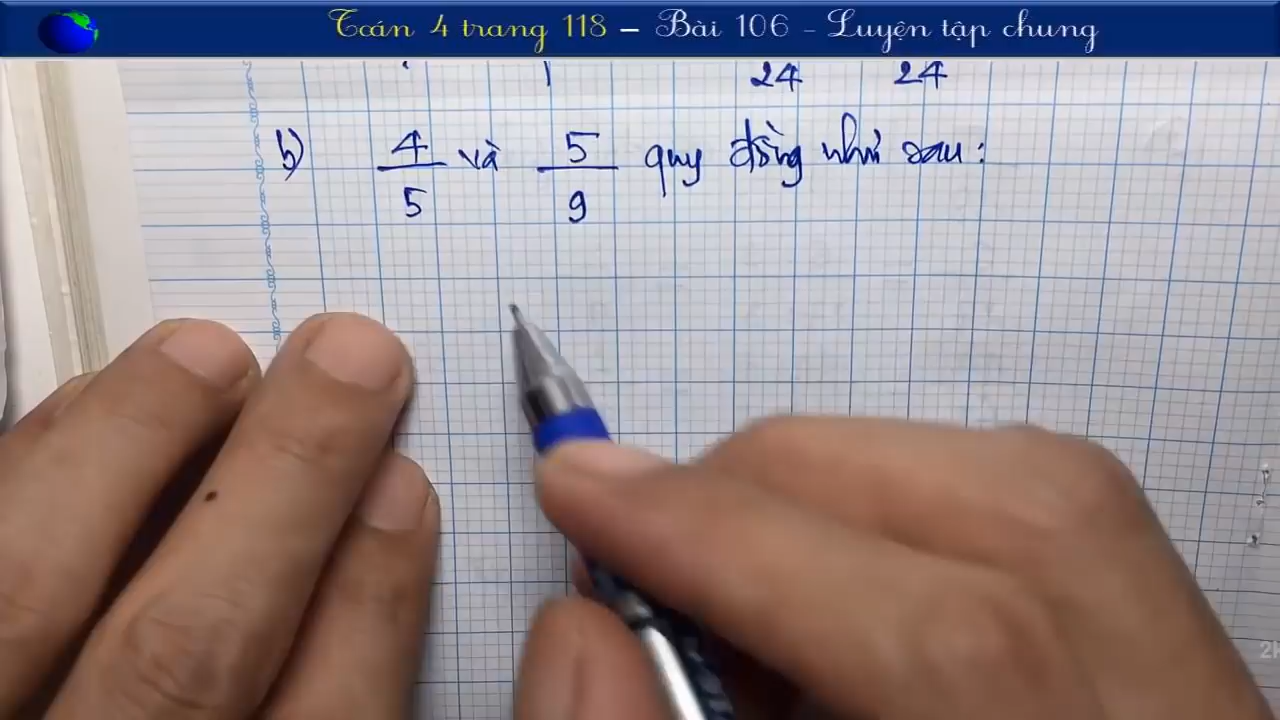 Toán 4 trang 118 – Bài 106 - Luyện tập chung
24 24
b) 4/5 và 5/9 quy đồng như sau: